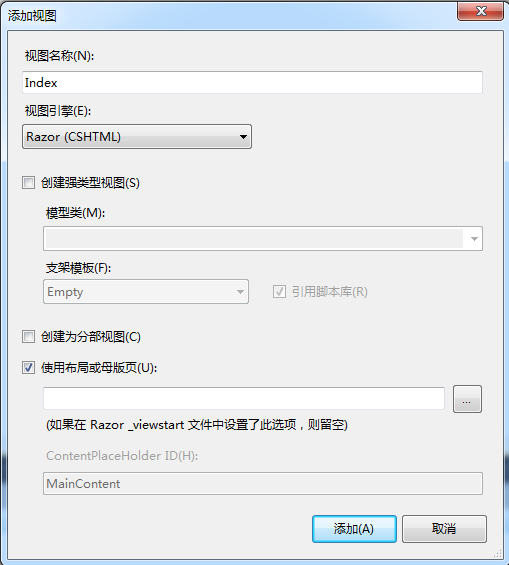 添加视图
视图名称(N):
Index
视图引擎(E):
Razor (CSHTML)
创建强类型视图(S)
模型类(M):
支架模板(F):
Empty
引用脚本库(R)
创建为分部视图(C)
使用布局或母版页(U):
...
(如果在 Razor _viewstart 文件中设置了此选项，则留空)
ContentPlaceHolder ID(H):
MainContent
添加(A)
取消